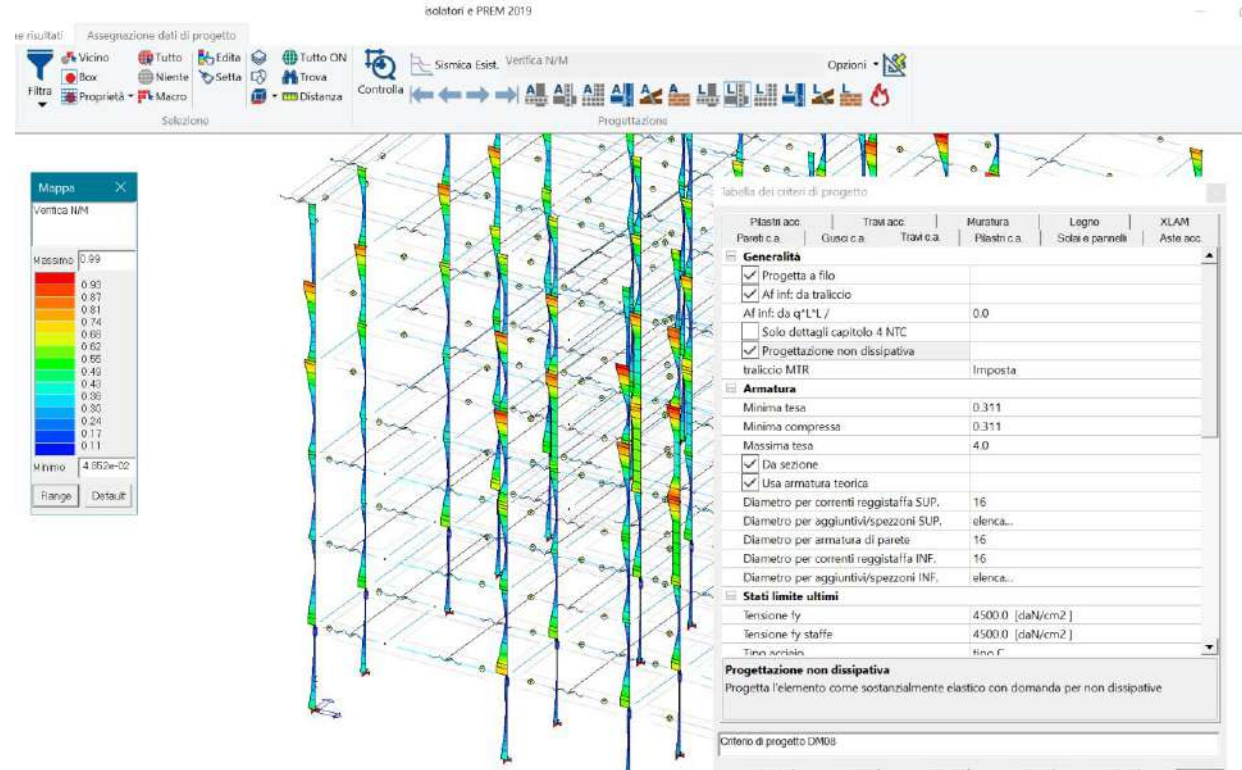 isolatori e PREM 2019
ne risultati Assegnazione dati di progetto
Vicino Tutto Edita Tutto ON
Box Niente Setta Trova
Filtra Proprietà Macro Distanza
Controlla Sismica Esist. Verifica N/M Opzioni
Selezione Progettazione
Mappa
Verifica N/M
Massimo 0.99
0.93
0.87
0.81
0.74
0.68
0.62
0.55
0.49
0.43
0.36
0.30
0.24
0.17
0.11
Minimo 4.652e-02
Range Default
Tabella dei criteri di progetto
Pilastri acc. Travi acc. Muratura Legno XLAM
Pareti c.a. Gusci c.a. Travi c.a. Pilastri c.a. Solai e pannelli Aste acc.
Generalità
Progetta a filo
Af inf: da traliccio
Af inf: da q*L*L / 0.0
Solo dettagli capitolo 4 NTC
Progettazione non dissipativa
traliccio MTR Imposta
Armatura
Minima tesa 0.311
Minima compressa 0.311
Massima tesa 4.0
Da sezione
Usa armatura teorica
Diametro per correnti reggistaffa SUP. 16
Diametro per aggiuntivi/spezzoni SUP. elenca...
Diametro per armatura di parete 16
Diametro per correnti reggistaffa INF. 16
Diametro per aggiuntivi/spezzoni INF. elenca...
Stati limite ultimi
Tensione fy 4500.0 [daN/cm2 ]
Tensione fy staffe 4500.0 [daN/cm2 ]
Tipo acciaio tipo C
Progettazione non dissipativa
Progetta l'elemento come sostanzialmente elastico con domanda per non dissipative
Criterio di progetto DM08